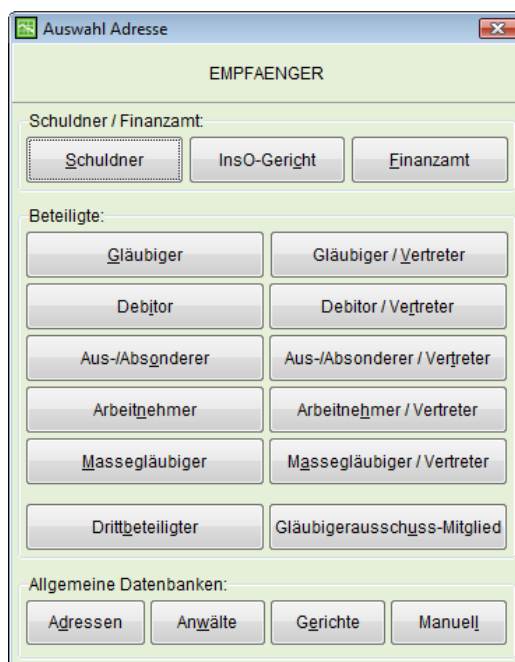 Auswahl Adresse
EMPFAENGER
Schuldner / Finanzamt:
Schuldner InsO-Gericht Finanzamt
Beteiligte:
Gläubiger Gläubiger / Vertreter
Debitor Debitor / Vertreter
Aus-/Absonderer Aus-/Absonderer / Vertreter
Arbeitnehmer Arbeitnehmer / Vertreter
Massegläubiger Massegläubiger / Vertreter
Drittbeteiligter Gläubigerausschuss-Mitglied
Allgemeine Datenbanken:
Adressen Anwälte Gerichte Manuell